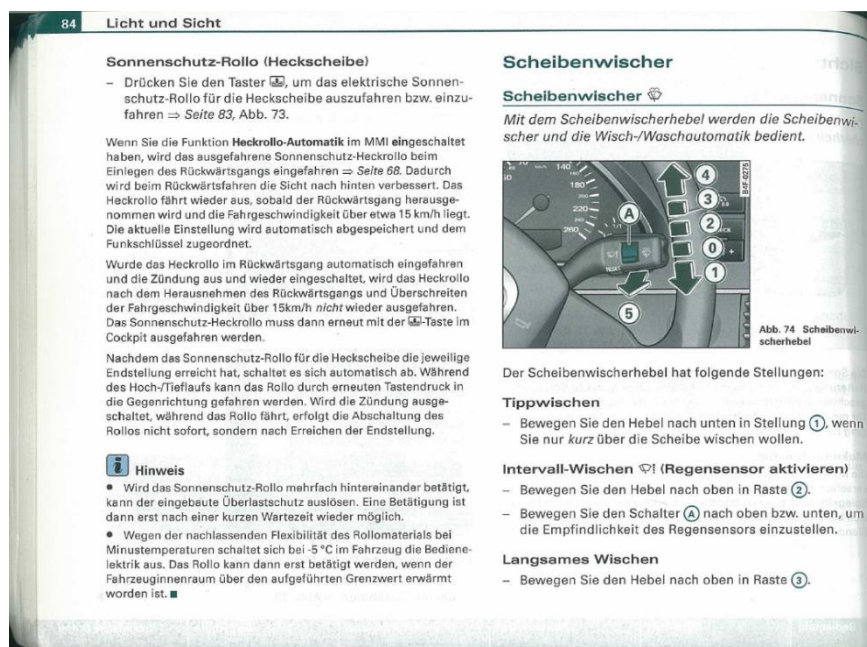 84 Licht und Sicht
Sonnenschutz-Rollo (Heckscheibe)
– Drücken Sie den Taster , um das elektrische Sonnen-
schutz-Rollo für die Heckscheibe auszufahren bzw. einzu-
fahren ⇒ Seite 83, Abb. 73.
Wenn Sie die Funktion Heckrollo-Automatik im MMI eingeschaltet
haben, wird das ausgefahrene Sonnenschutz-Heckrollo beim
Einlegen des Rückwärtsgangs eingefahren ⇒ Seite 68. Dadurch
wird beim Rückwärtsfahren die Sicht nach hinten verbessert. Das
Heckrollo fährt wieder aus, sobald der Rückwärtsgang herausge-
nommen wird und die Fahrgeschwindigkeit über etwa 15 km/h liegt.
Die aktuelle Einstellung wird automatisch abgespeichert und dem
Funkschlüssel zugeordnet.
Wurde das Heckrollo im Rückwärtsgang automatisch eingefahren
und die Zündung aus und wieder eingeschaltet, wird das Heckrollo
nach dem Herausnehmen des Rückwärtsgangs und Überschreiten
der Fahrgeschwindigkeit über 15km/h nicht wieder ausgefahren.
Das Sonnenschutz-Heckrollo muss dann erneut mit der -Taste im
Cockpit ausgefahren werden.
Nachdem das Sonnenschutz-Rollo für die Heckscheibe die jeweilige
Endstellung erreicht hat, schaltet es sich automatisch ab. Während
des Hoch-/Tieflaufs kann das Rollo durch erneuten Tastendruck in
die Gegenrichtung gefahren werden. Wird die Zündung ausge-
schaltet, während das Rollo fährt, erfolgt die Abschaltung des
Rollos nicht sofort, sondern nach Erreichen der Endstellung.
i Hinweis
• Wird das Sonnenschutz-Rollo mehrfach hintereinander betätigt,
kann der eingebaute Überlastschutz auslösen. Eine Betätigung ist
dann erst nach einer kurzen Wartezeit wieder möglich.
• Wegen der nachlassenden Flexibilität des Rollomaterials bei
Minustemperaturen schaltet sich bei -5 °C im Fahrzeug die Bediene-
lektrik aus. Das Rollo kann dann erst betätigt werden, wenn der
Fahrzeuginnenraum über den aufgeführten Grenzwert erwärmt
worden ist. ■
Scheibenwischer
Scheibenwischer
Mit dem Scheibenwischerhebel werden die Scheibenwi-
scher und die Wisch-/Waschautomatik bedient.
140
180
220
260
1/1
A
4
3
2
0
1
5
RESET
B4F-0275
Abb. 74 Scheibenwi-
scherhebel
Der Scheibenwischerhebel hat folgende Stellungen:
Tippwischen
– Bewegen Sie den Hebel nach unten in Stellung ①, wenn
Sie nur kurz über die Scheibe wischen wollen.
Intervall-Wischen (Regensensor aktivieren)
– Bewegen Sie den Hebel nach oben in Raste ②.
– Bewegen Sie den Schalter Ⓐ nach oben bzw. unten, um
die Empfindlichkeit des Regensensors einzustellen.
Langsames Wischen
– Bewegen Sie den Hebel nach oben in Raste ③.